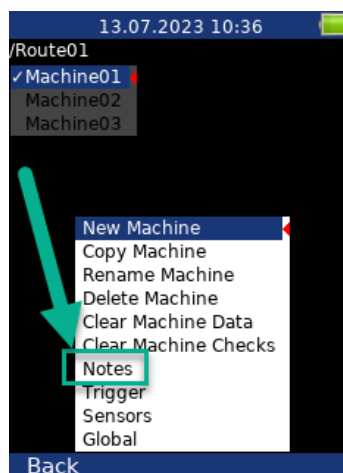 13.07.2023 10:36
/Route01
✓Machine01
Machine02
Machine03
New Machine
Copy Machine
Rename Machine
Delete Machine
Clear Machine Data
Clear Machine Checks
Notes
Trigger
Sensors
Global
Back